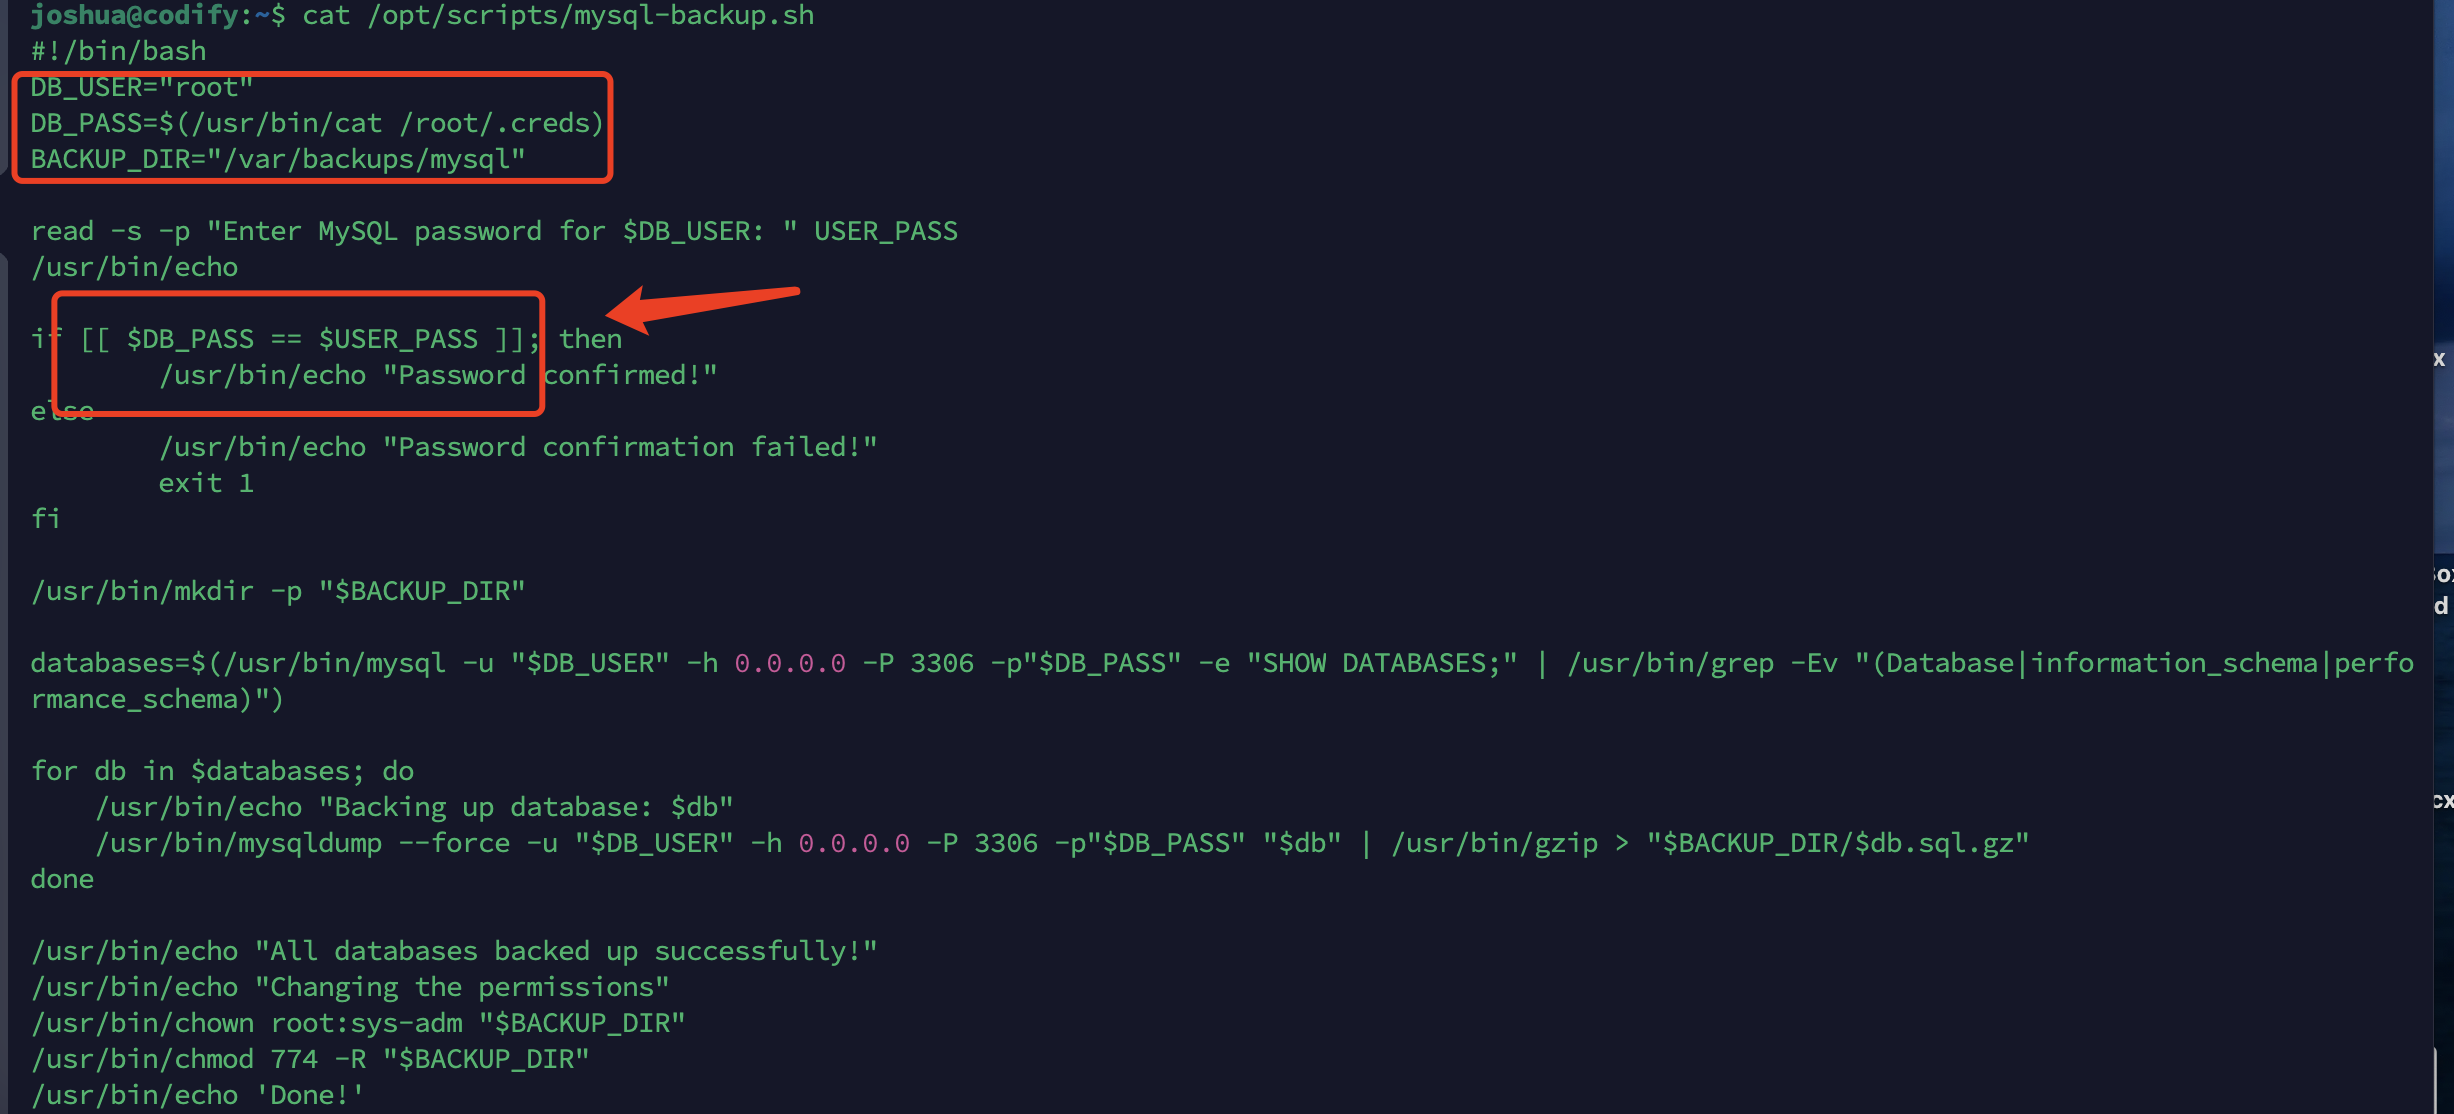 joshua@codify:~$ cat /opt/scripts/mysql-backup.sh
#!/bin/bash
DB_USER="root"
DB_PASS=$(/usr/bin/cat /root/.creds)
BACKUP_DIR="/var/backups/mysql"
read -s -p "Enter MySQL password for $DB_USER: " USER_PASS
/usr/bin/echo
if [[ $DB_PASS == $USER_PASS ]]; then
        /usr/bin/echo "Password confirmed!"
else
        /usr/bin/echo "Password confirmation failed!"
        exit 1
fi
/usr/bin/mkdir -p "$BACKUP_DIR"
databases=$(/usr/bin/mysql -u "$DB_USER" -h 0.0.0.0 -P 3306 -p"$DB_PASS" -e "SHOW DATABASES;" | /usr/bin/grep -Ev "(Database|information_schema|perfo
rmance_schema)")
for db in $databases; do
    /usr/bin/echo "Backing up database: $db"
    /usr/bin/mysqldump --force -u "$DB_USER" -h 0.0.0.0 -P 3306 -p"$DB_PASS" "$db" | /usr/bin/gzip > "$BACKUP_DIR/$db.sql.gz"
done
/usr/bin/echo "All databases backed up successfully!"
/usr/bin/echo "Changing the permissions"
/usr/bin/chown root:sys-adm "$BACKUP_DIR"
/usr/bin/chmod 774 -R "$BACKUP_DIR"
/usr/bin/echo 'Done!'